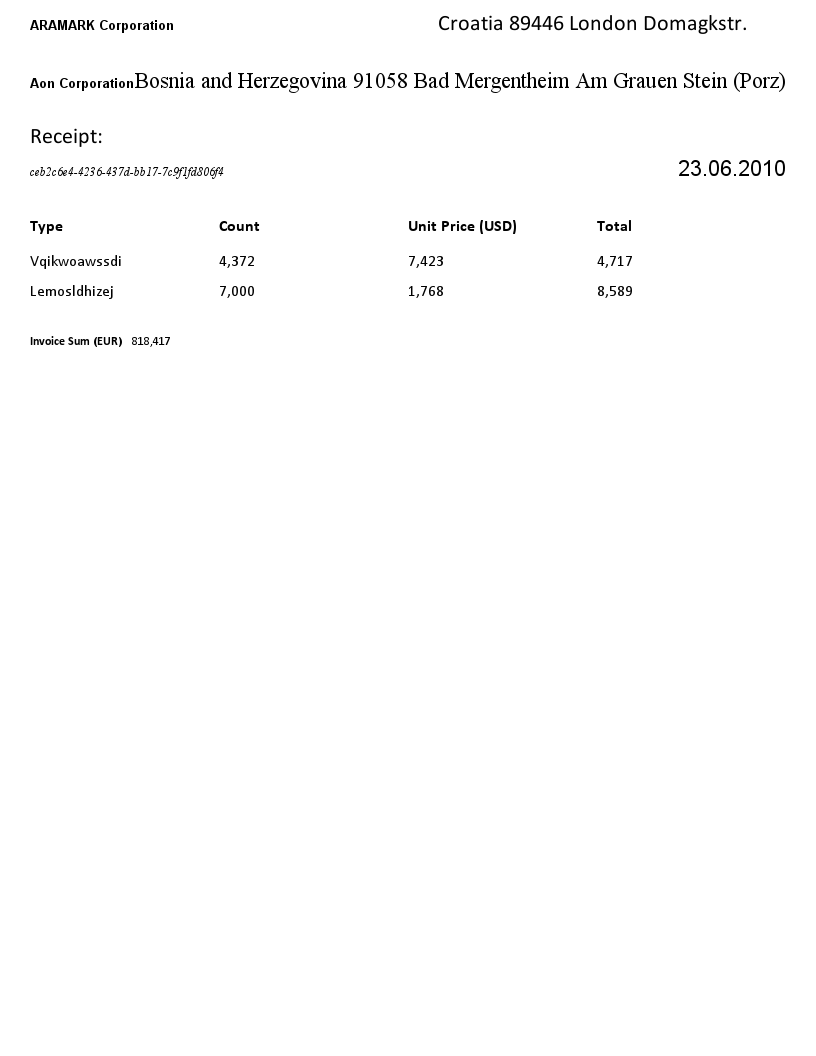 ARAMARK Corporation Croatia 89446 London Domagkstr.
Aon Corporation Bosnia and Herzegovina 91058 Bad Mergentheim Am Grauen Stein (Porz)
Receipt:
ceb2c6e4-4236-437d-bb17-7c9f1fd806f4 23.06.2010
Type Count Unit Price (USD) Total
Vqikwoawssdi 4,372 7,423 4,717
Lemosldhizej 7,000 1,768 8,589
Invoice Sum (EUR) 818,417